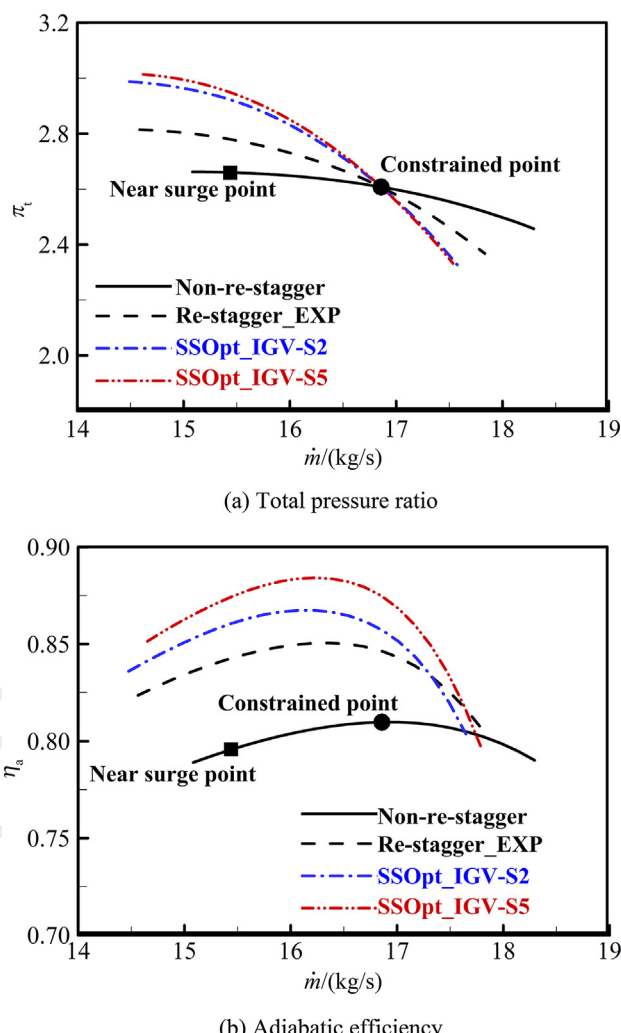 3.2
2.8
2.4
2.0
πt
Constrained point
Near surge point
Non-re-stagger
Re-stagger_EXP
SSOpt_IGV-S2
SSOpt_IGV-S5
14 15 16 17 18 19
ṁ/(kg/s)
(a) Total pressure ratio
0.90
0.85
0.80
0.75
0.70
ηa
Constrained point
Near surge point
Non-re-stagger
Re-stagger_EXP
SSOpt_IGV-S2
SSOpt_IGV-S5
14 15 16 17 18 19
ṁ/(kg/s)
(b) Adiabatic efficiency